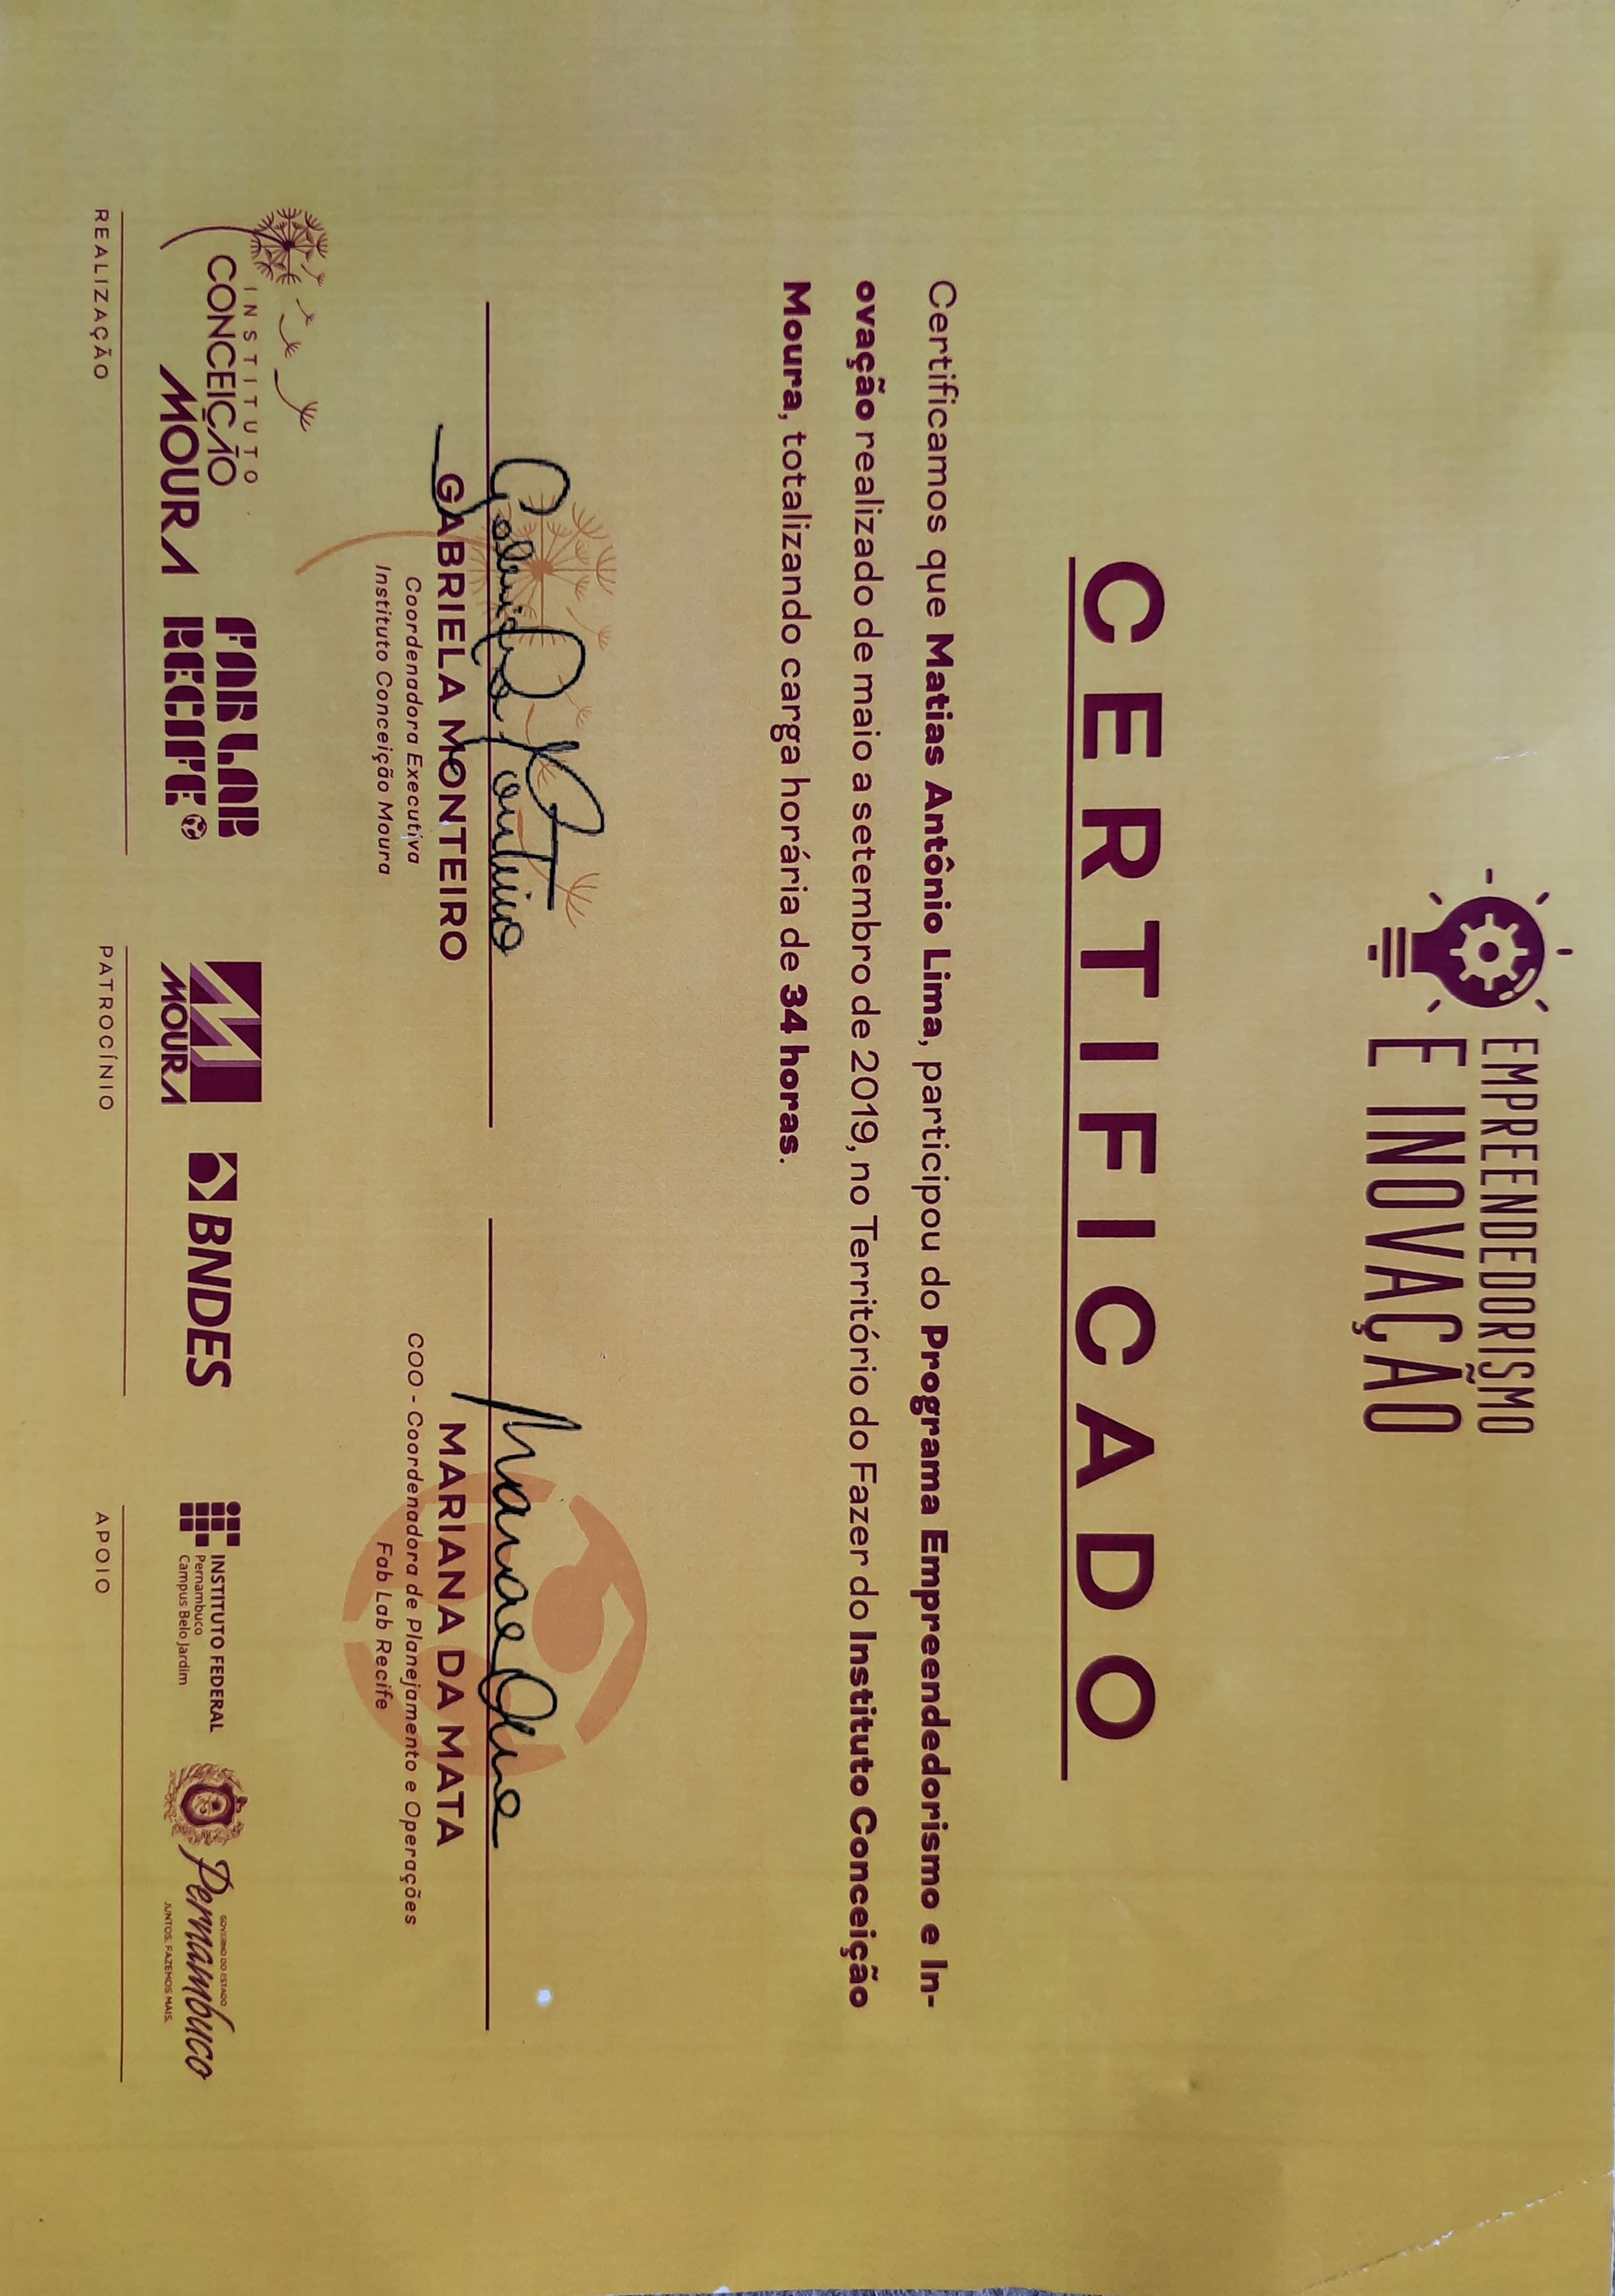 EMPREENDEDORISMO
E INOVAÇÃO
CERTIFICADO
Certificamos que Matias Antônio Lima, participou do Programa Empreendedorismo e In-
ovação realizado de maio a setembro de 2019, no Território do Fazer do Instituto Conceição
Moura, totalizando carga horária de 34 horas.
Gabriela Monteiro
GABRIELA MONTEIRO
Coordenadora Executiva
Instituto Conceição Moura
MARIANA DA MATA
COO - Coordenadora de Planejamento e Operações
Fab Lab Recife
INSTITUTO
CONCEIÇÃO
MOURA
FAB LAB
RECIFE
REALIZAÇÃO
MOURA
BNDES
PATROCÍNIO
INSTITUTO FEDERAL
Pernambuco
Campus Belo Jardim
GOVERNO DO ESTADO
Pernambuco
JUNTOS, FAZEMOS MAIS.
APOIO